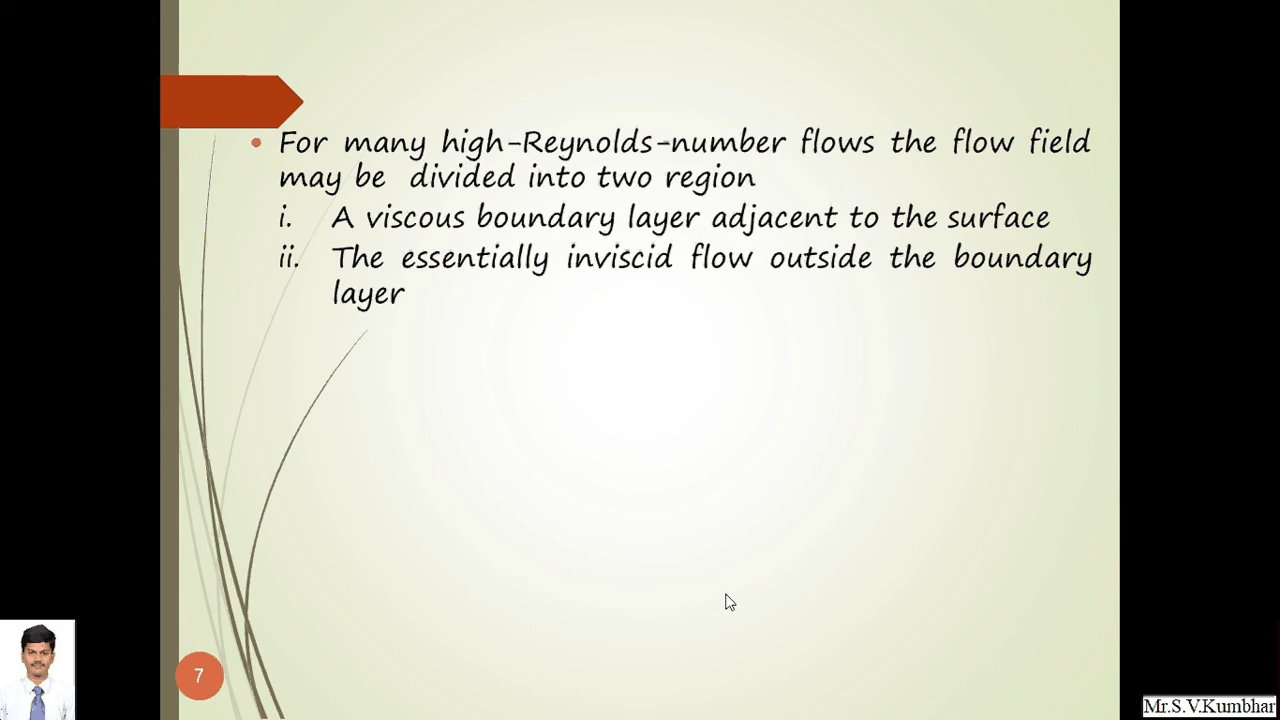 • For many high-Reynolds-number flows the flow field
may be divided into two region
i. A viscous boundary layer adjacent to the surface
ii. The essentially inviscid flow outside the boundary
layer
7
Mr.S.V.Kumbhar